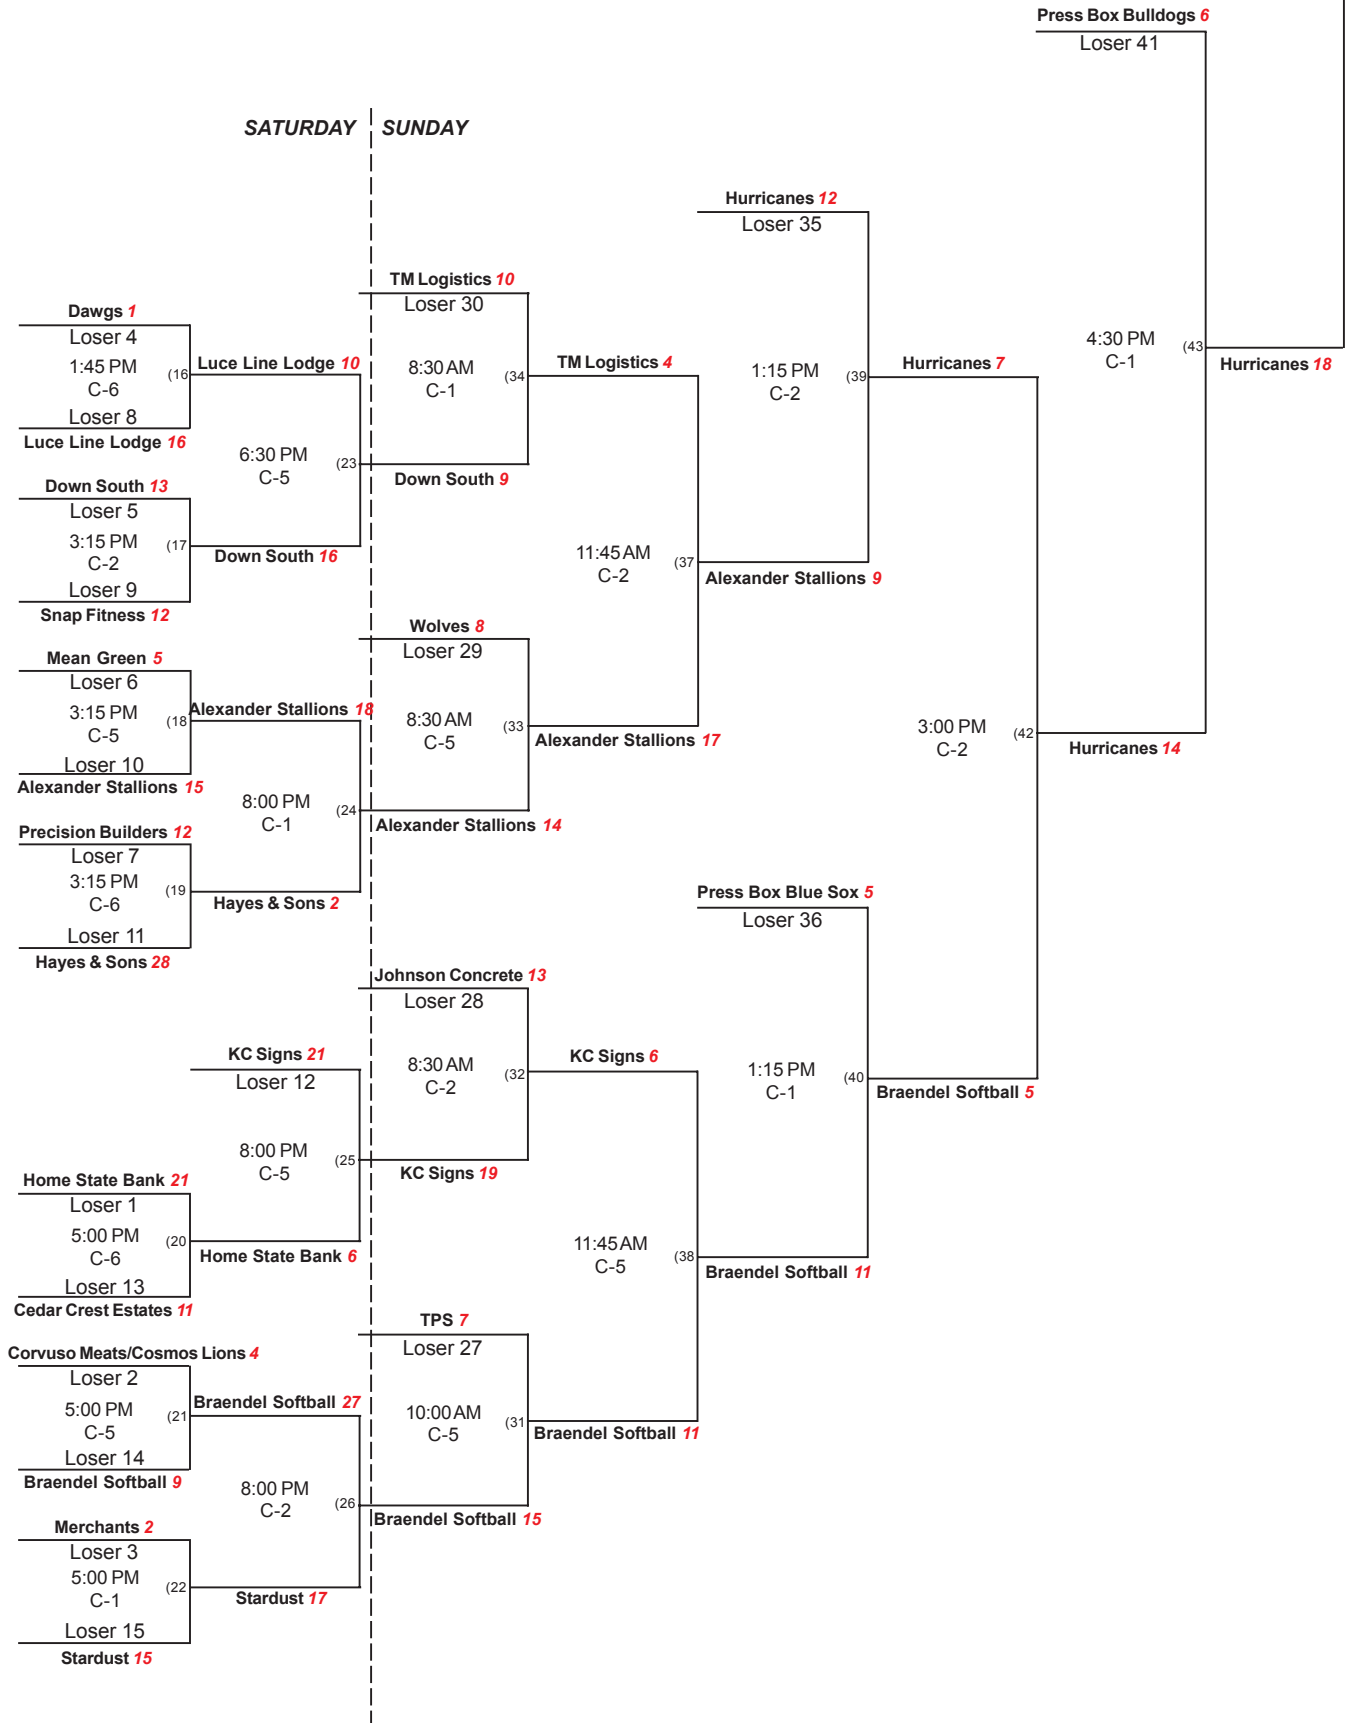 Press Box Bulldogs 6
Loser 41
SATURDAY SUNDAY
Hurricanes 12
Loser 35
TM Logistics 10
Loser 30
Dawgs 1
Loser 4
1:45 PM
C-6
(16
Loser 8
Luce Line Lodge 16
Luce Line Lodge 10
8:30 AM
C-1
(34
TM Logistics 4
1:15 PM
C-2
(39
Hurricanes 7
4:30 PM
C-1
(43
Hurricanes 18
6:30 PM
C-5
(23
Down South 9
Down South 13
Loser 5
3:15 PM
C-2
(17
Loser 9
Snap Fitness 12
Down South 16
11:45 AM
C-2
(37
Alexander Stallions 9
Wolves 8
Loser 29
Mean Green 5
Loser 6
3:15 PM
C-5
(18
Loser 10
Alexander Stallions 15
Alexander Stallions 18
8:30 AM
C-5
(33
Alexander Stallions 17
3:00 PM
C-2
(42
Hurricanes 14
8:00 PM
C-1
(24
Alexander Stallions 14
Precision Builders 12
Loser 7
3:15 PM
C-6
(19
Loser 11
Hayes & Sons 28
Hayes & Sons 2
Press Box Blue Sox 5
Loser 36
Johnson Concrete 13
Loser 28
KC Signs 21
Loser 12
8:30 AM
C-2
(32
KC Signs 6
1:15 PM
C-1
(40
Braendel Softball 5
8:00 PM
C-5
(25
KC Signs 19
Home State Bank 21
Loser 1
5:00 PM
C-6
(20
Loser 13
Cedar Crest Estates 11
Home State Bank 6
11:45 AM
C-5
(38
Braendel Softball 11
TPS 7
Loser 27
Corvuso Meats/Cosmos Lions 4
Loser 2
5:00 PM
C-5
(21
Loser 14
Braendel Softball 9
Braendel Softball 27
10:00 AM
C-5
(31
Braendel Softball 11
8:00 PM
C-2
(26
Braendel Softball 15
Merchants 2
Loser 3
5:00 PM
C-1
(22
Loser 15
Stardust 15
Stardust 17